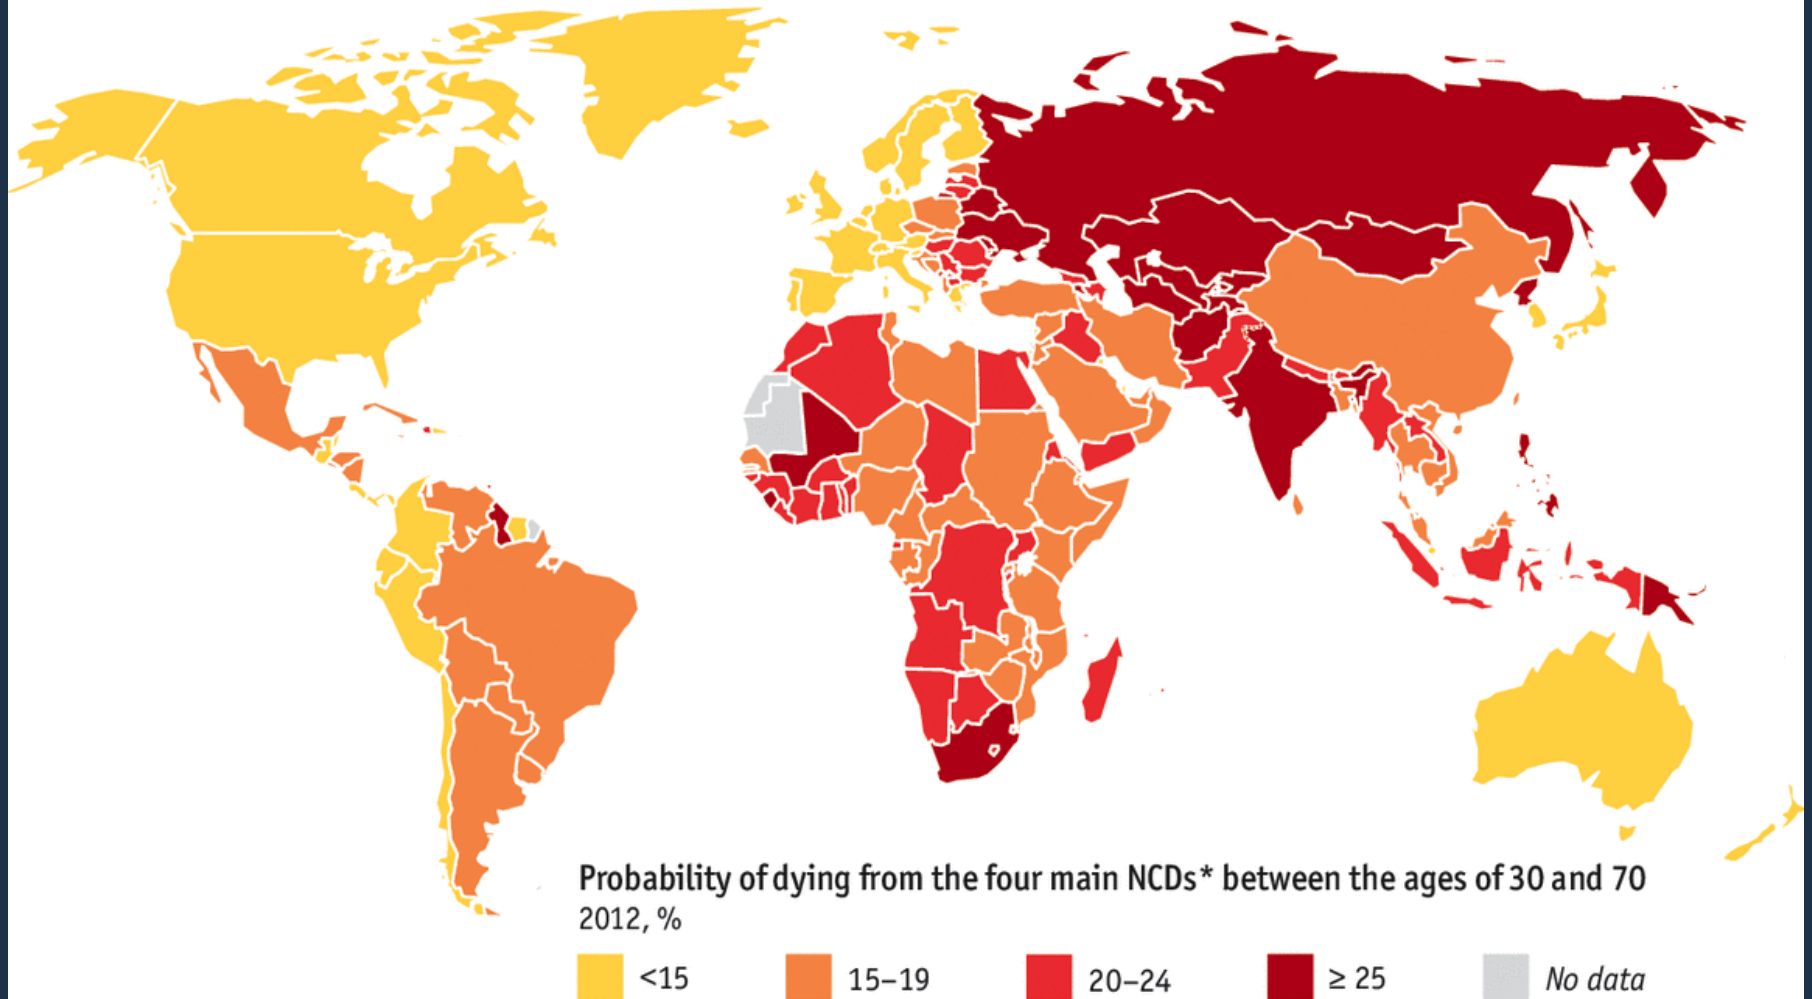 Probability of dying from the four main NCDs* between the ages of 30 and 70
2012, %
<15 15–19 20–24 ≥ 25 No data